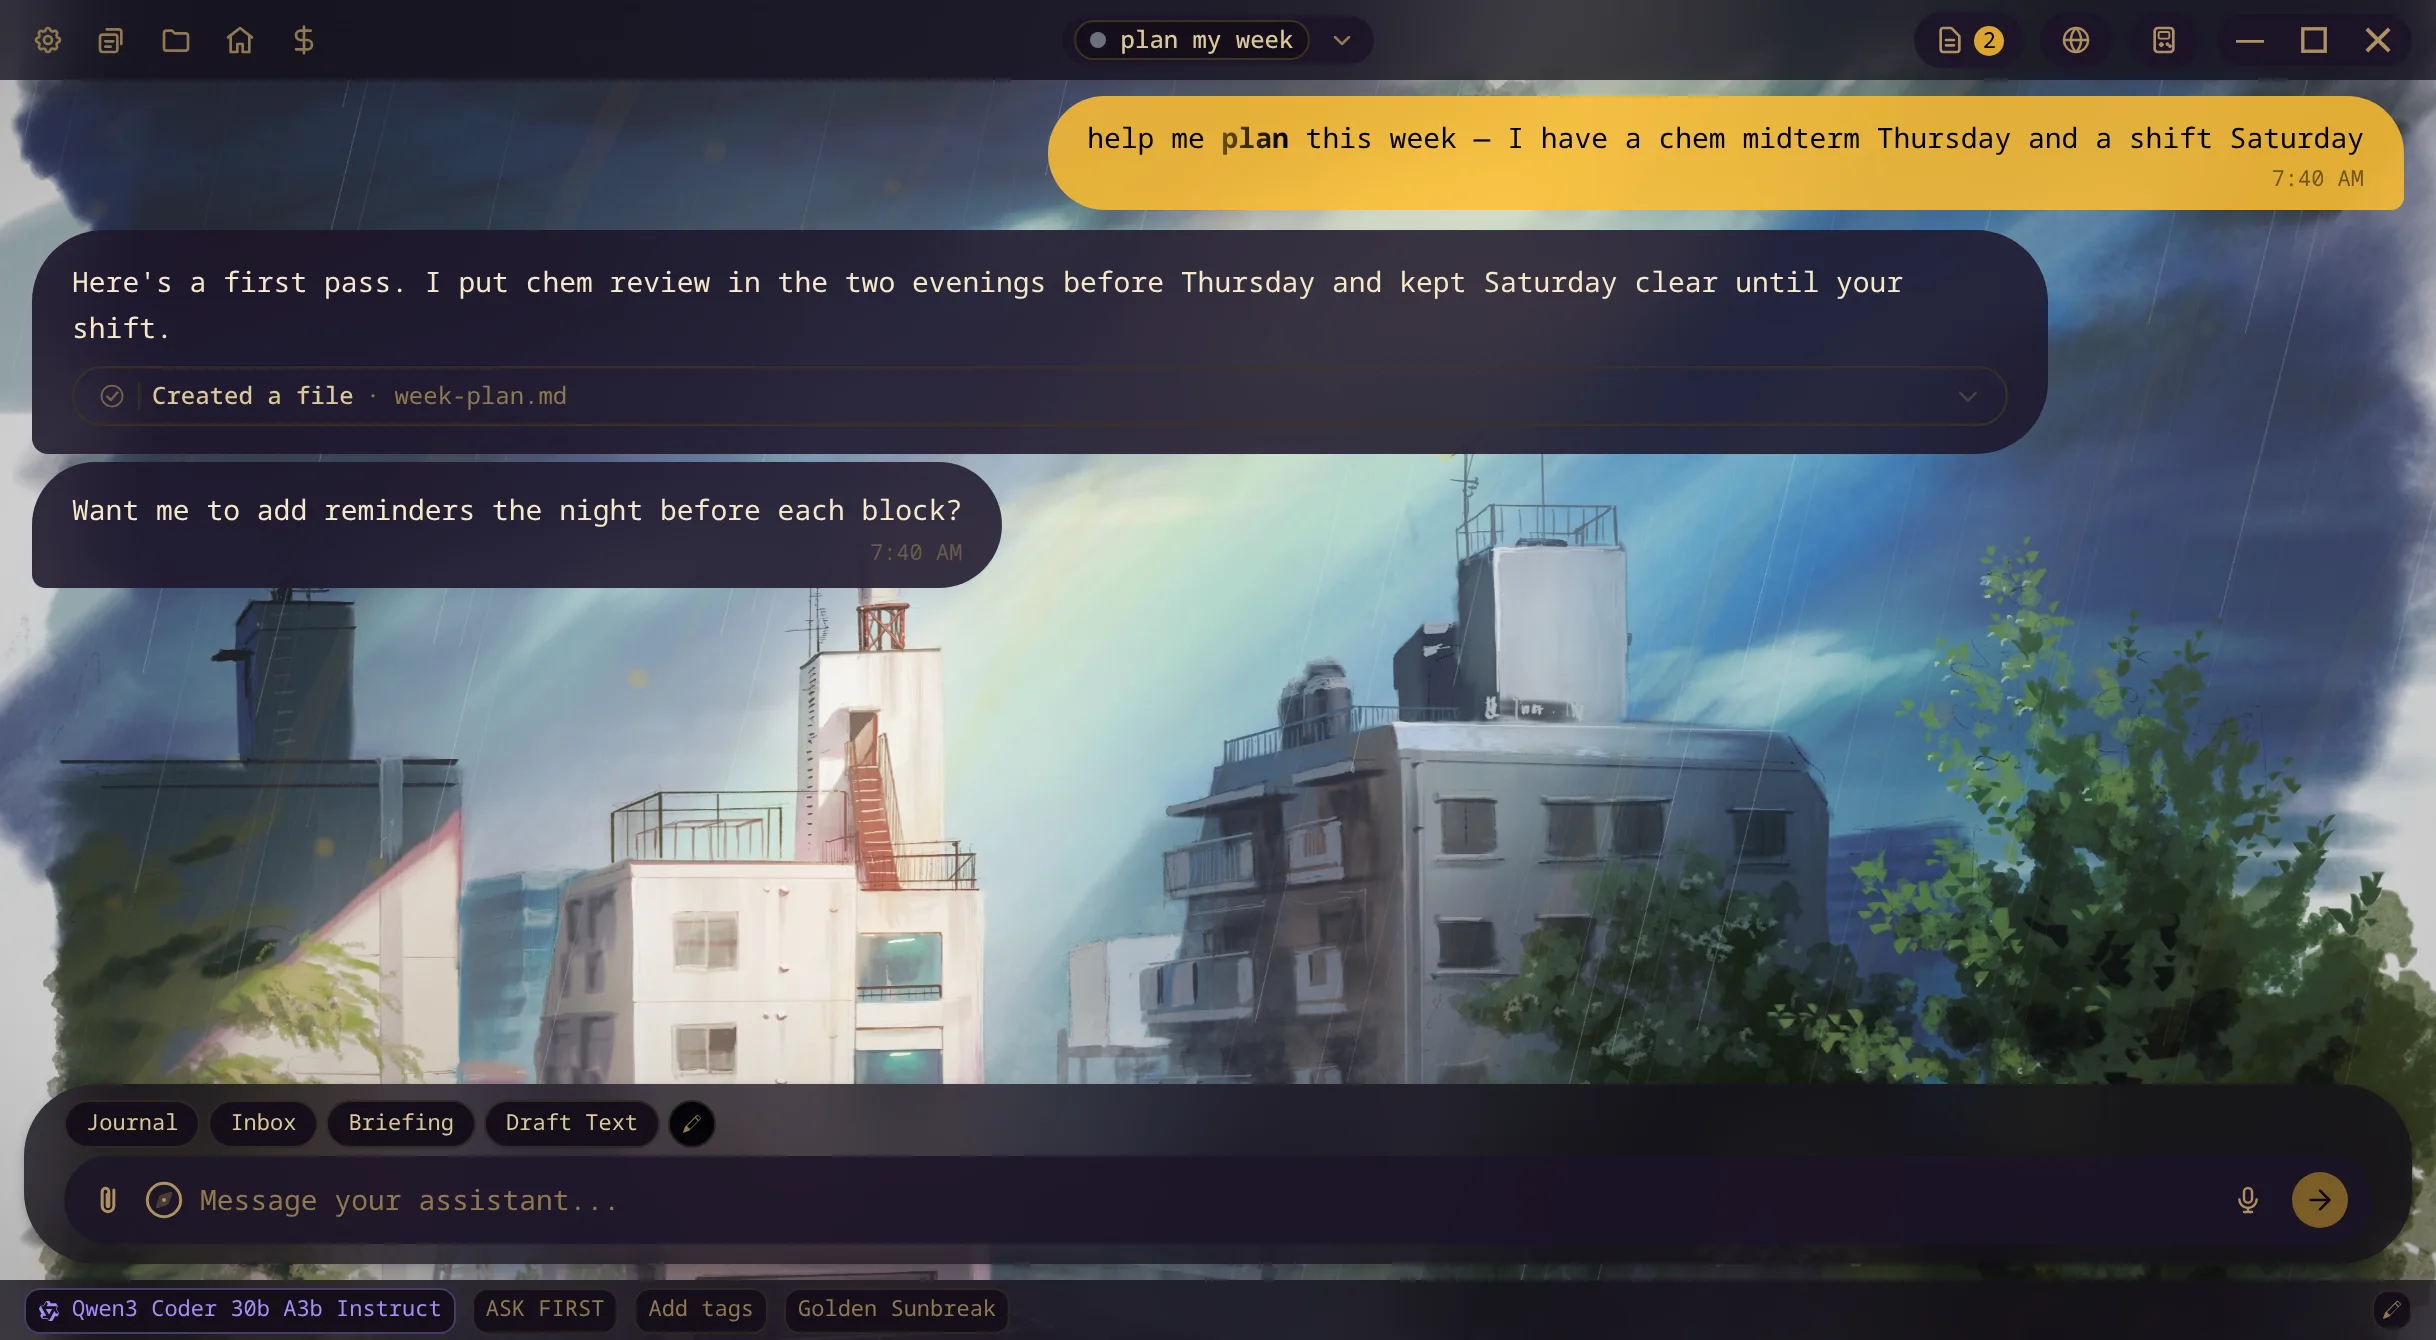 plan my week
2
help me plan this week — I have a chem midterm Thursday and a shift Saturday
7:40 AM
Here's a first pass. I put chem review in the two evenings before Thursday and kept Saturday clear until your
shift.
Created a file · week-plan.md
Want me to add reminders the night before each block?
7:40 AM
Journal Inbox Briefing Draft Text
Message your assistant...
Qwen3 Coder 30b A3b Instruct ASK FIRST Add tags Golden Sunbreak